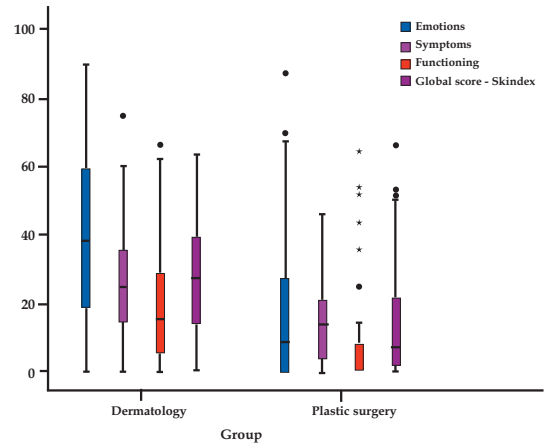 100
80
60
40
20
0
Emotions
Symptoms
Functioning
Global score - Skindex
Dermatology
Plastic surgery
Group